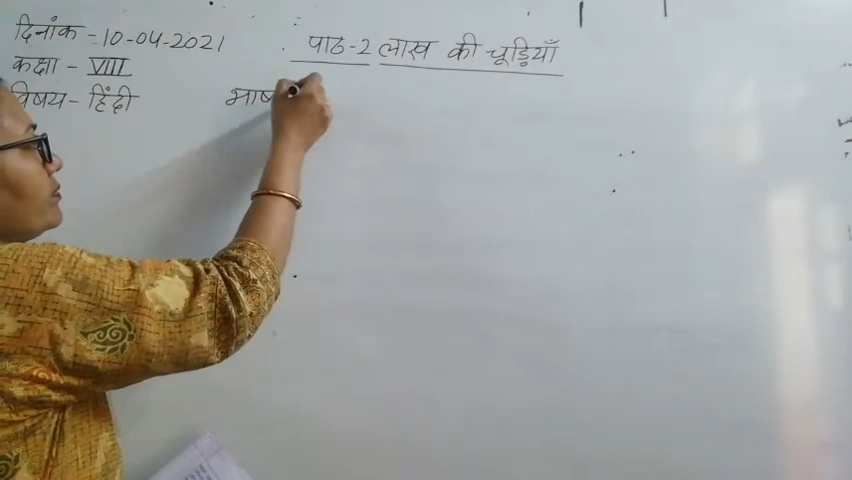 दिनांक - 10-04-2021
पाठ-2 लाख की चूड़ियाँ
कक्षा - VIII
विषय - हिंदी
भाष